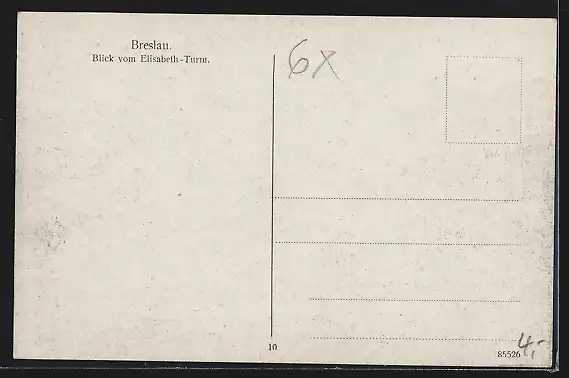 Breslau.
Blick vom Elisabeth-Turm.
6x
10
85526
4,-